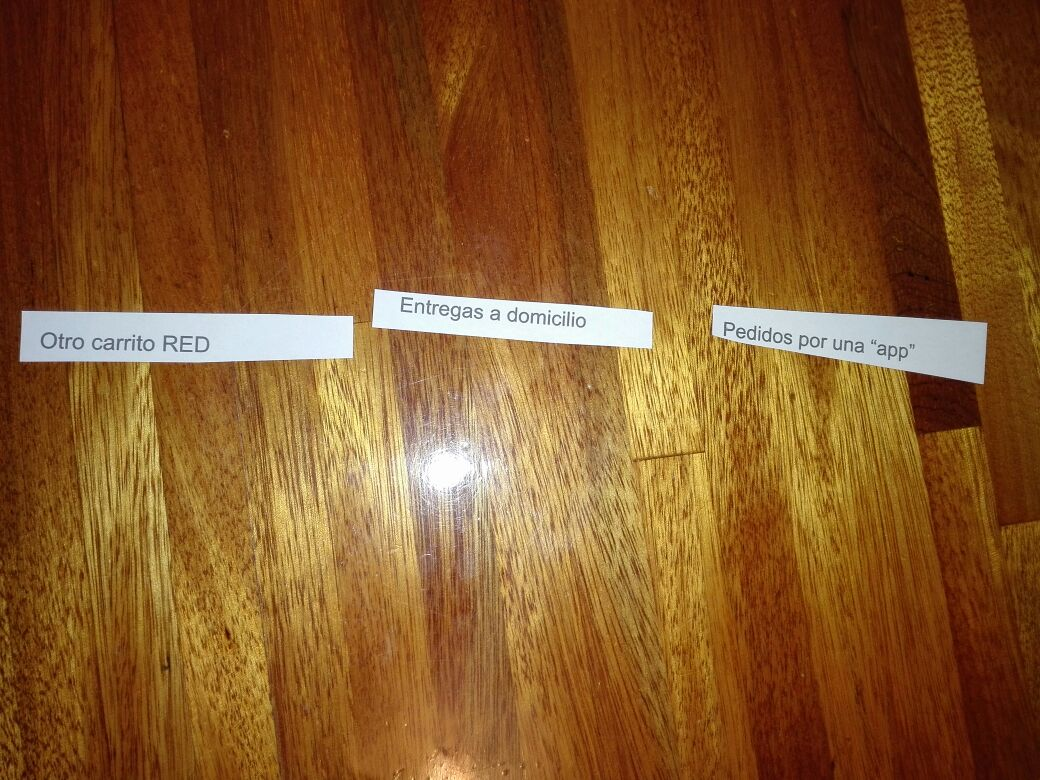 Otro carrito RED
Entregas a domicilio
Pedidos por una “app”